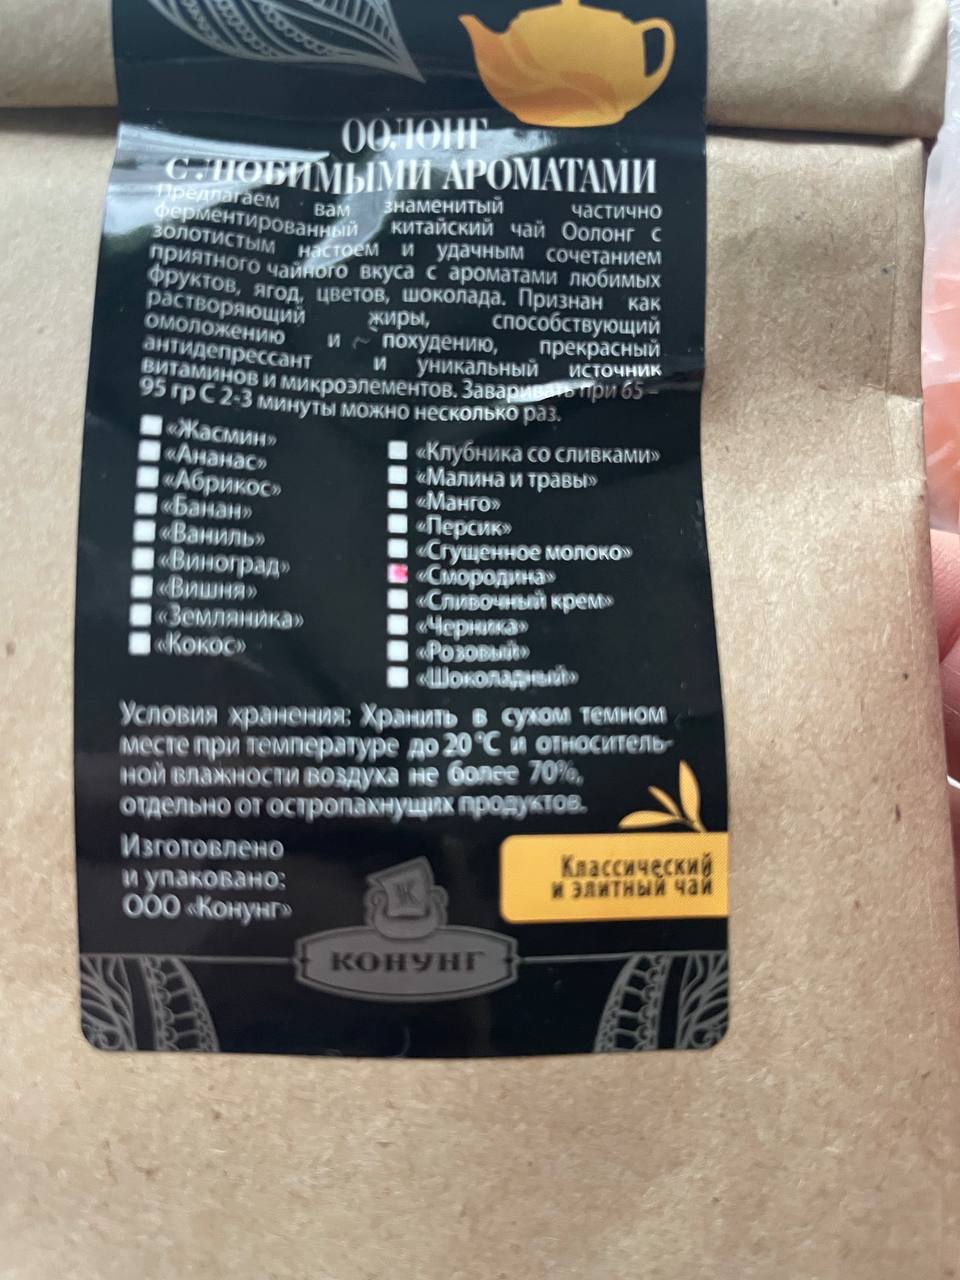 ООЛОНГ
С ЛЮБИМЫМИ АРОМАТАМИ
Предлагаем вам знаменитый частично
ферментированный китайский чай Оолонг с
золотистым настоем и удачным сочетанием
приятного чайного вкуса с ароматами любимых
фруктов, ягод, цветов, шоколада. Признан как
растворяющий жиры, способствующий
омоложению и похудению, прекрасный
антидепрессант и уникальный источник
витаминов и микроэлементов. Заваривать при 65 –
95 гр С 2-3 минуты можно несколько раз.
«Жасмин»
«Ананас»
«Абрикос»
«Банан»
«Ваниль»
«Виноград»
«Вишня»
«Земляника»
«Кокос»
«Клубника со сливками»
«Малина и травы»
«Манго»
«Персик»
«Сгущенное молоко»
«Смородина»
«Сливочный крем»
«Черника»
«Розовый»
«Шоколадный»
Условия хранения: Хранить в сухом темном
месте при температуре до 20 °С и относитель-
ной влажности воздуха не более 70%,
отдельно от остропахнущих продуктов.
Изготовлено
и упаковано:
ООО «Конунг»
Классический
и элитный чай
К
КОНУНГ